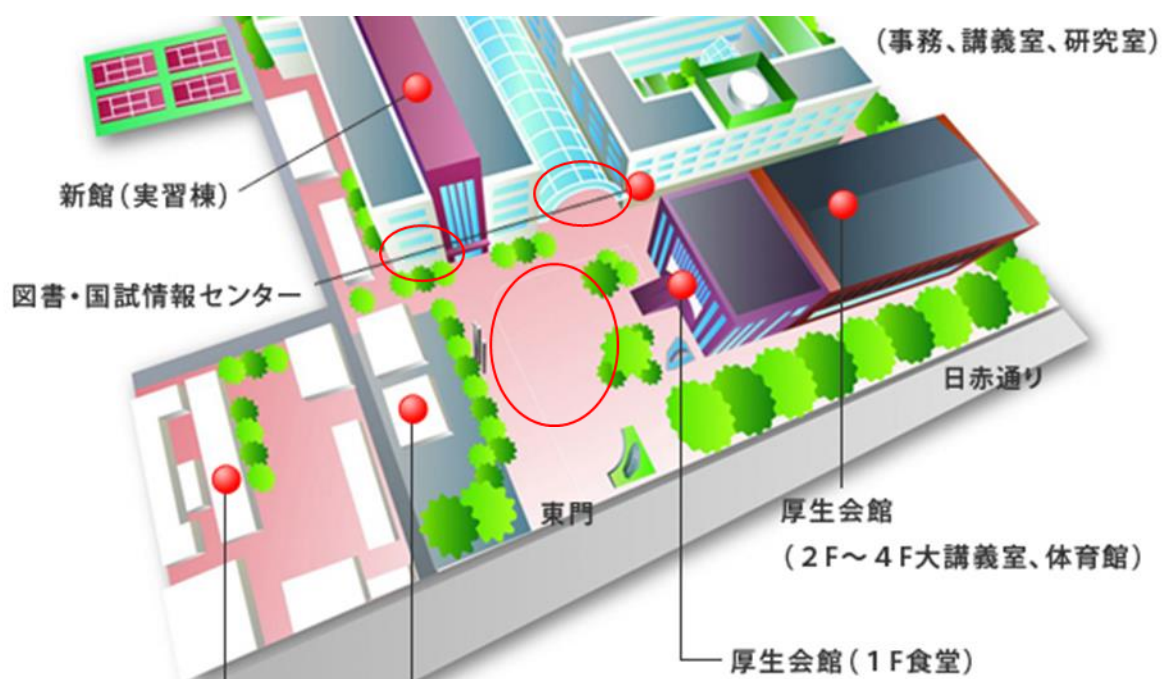 (事務、講義室、研究室)
新館(実習棟)
図書・国試情報センター
日赤通り
東門
厚生会館
(2F〜4F大講義室、体育館)
厚生会館(1F食堂)